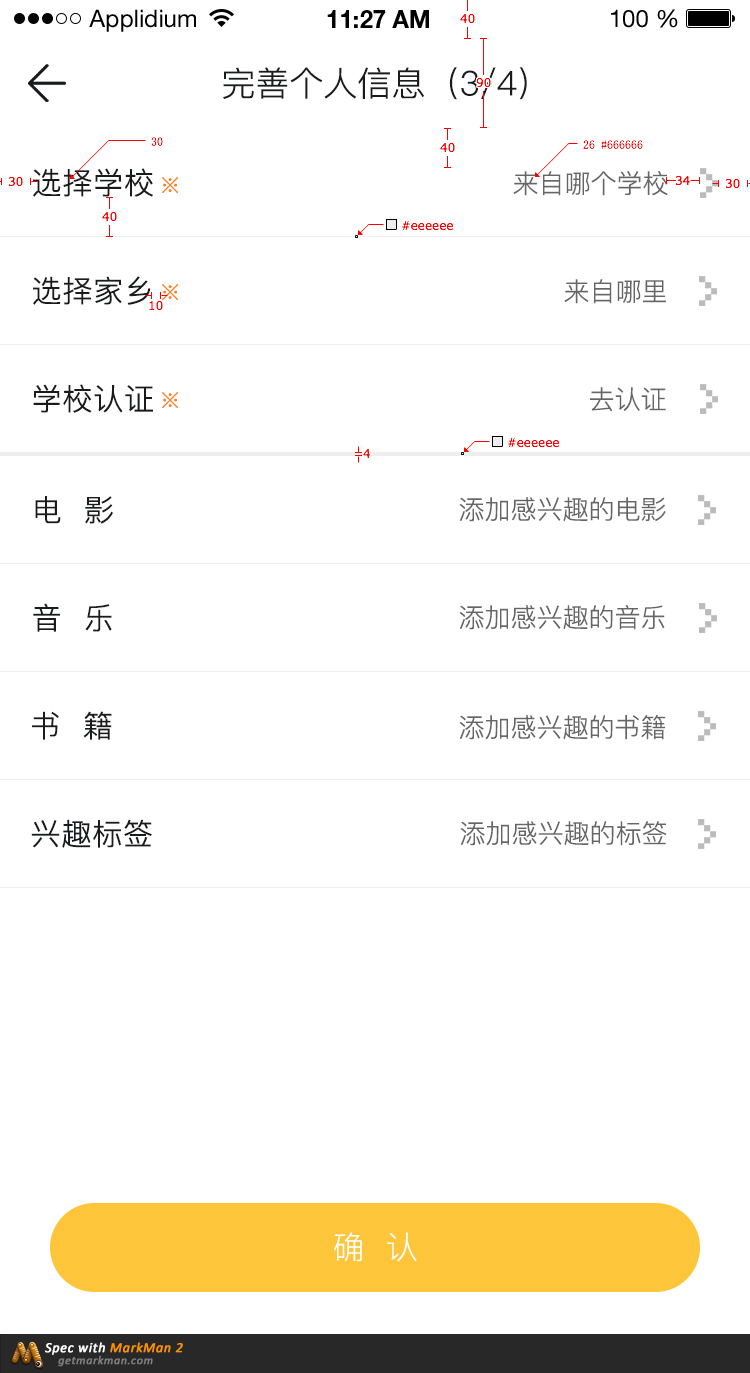 Applidium 11:27 AM 100 %
40
完善个人信息（3/4）
90
40
30
26 #666666
30 选择学校※ 来自哪个学校 34 30
40
#eeeeee
选择家乡※ 来自哪里
10
学校认证※ 去认证
#eeeeee
4
电 影 添加感兴趣的电影
音 乐 添加感兴趣的音乐
书 籍 添加感兴趣的书籍
兴趣标签 添加感兴趣的标签
确 认
Spec with MarkMan 2
getmarkman.com